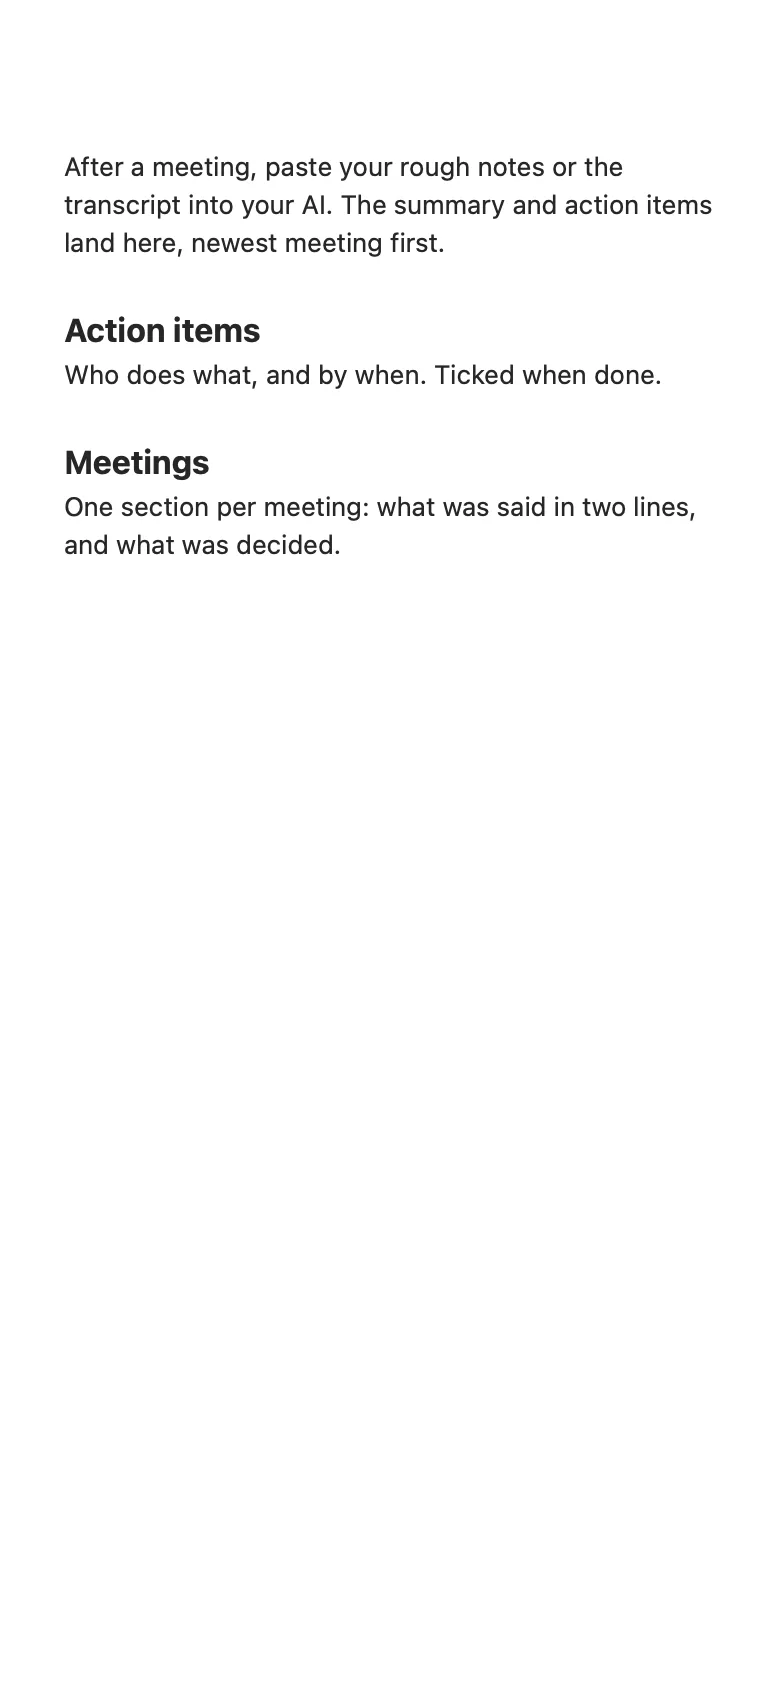 After a meeting, paste your rough notes or the
transcript into your AI. The summary and action items
land here, newest meeting first.
Action items
Who does what, and by when. Ticked when done.
Meetings
One section per meeting: what was said in two lines,
and what was decided.